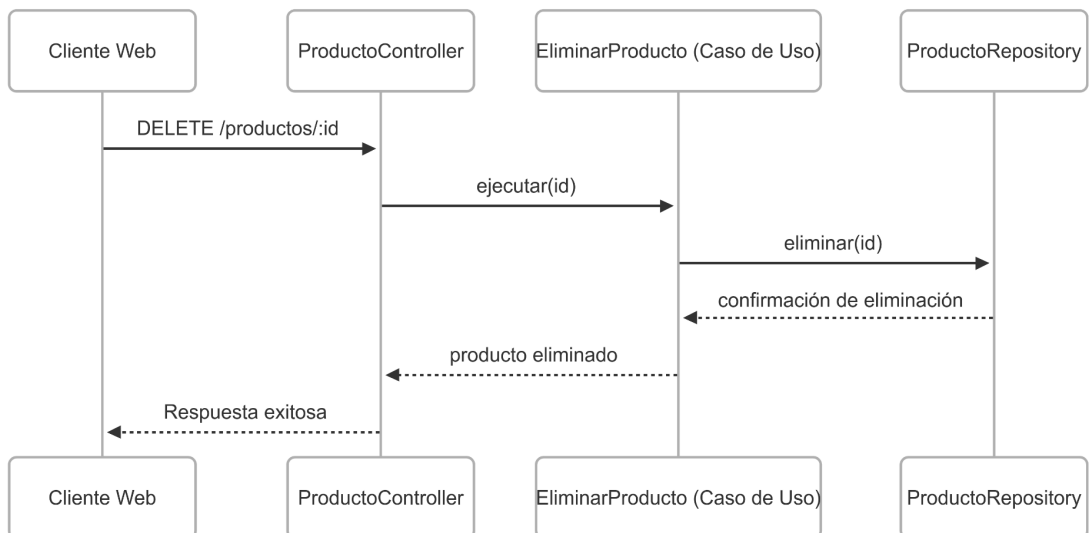 Cliente Web
ProductoController
EliminarProducto (Caso de Uso)
ProductoRepository
DELETE /productos/:id
ejecutar(id)
eliminar(id)
confirmación de eliminación
producto eliminado
Respuesta exitosa
Cliente Web
ProductoController
EliminarProducto (Caso de Uso)
ProductoRepository